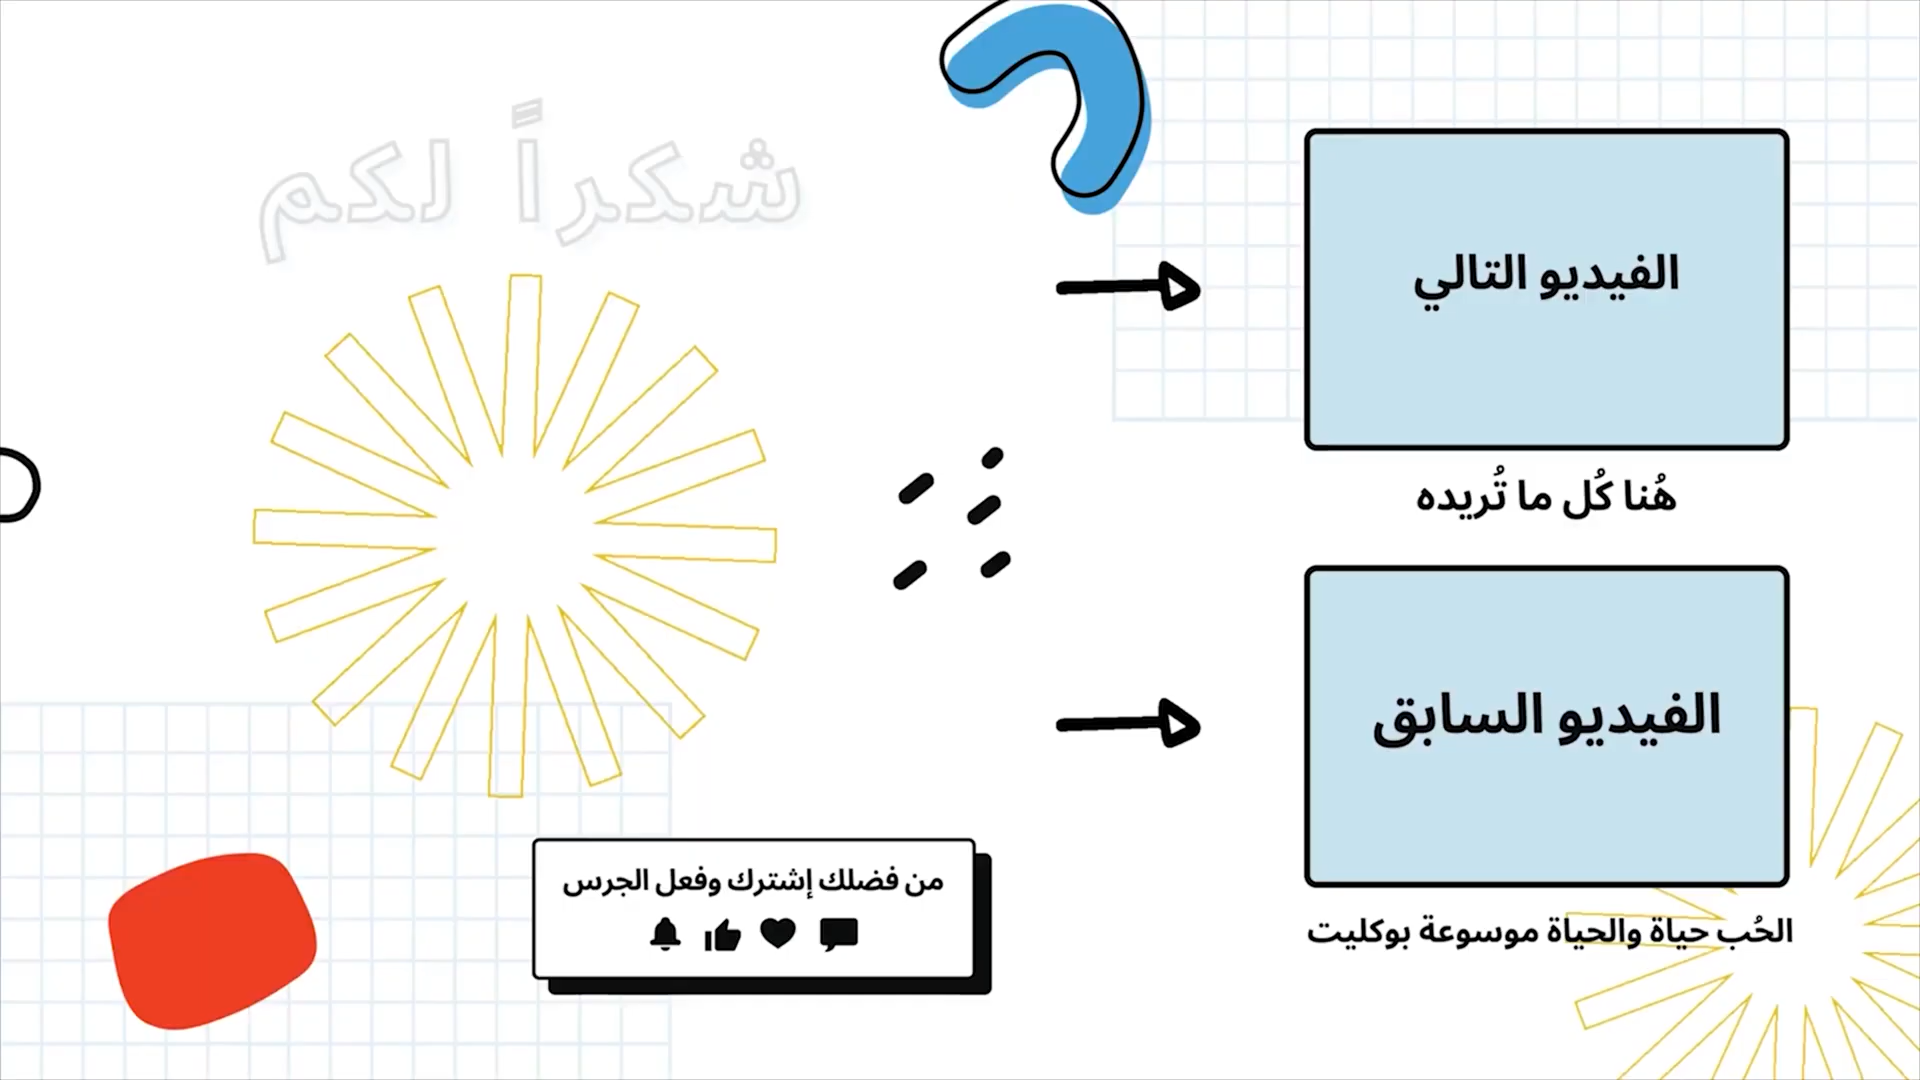 شكراً لكم
الفيديو التالي
هُنا كُل ما تُريده
الفيديو السابق
الحُب حياة والحياة موسوعة بوكليت
من فضلك إشترك وفعل الجرس